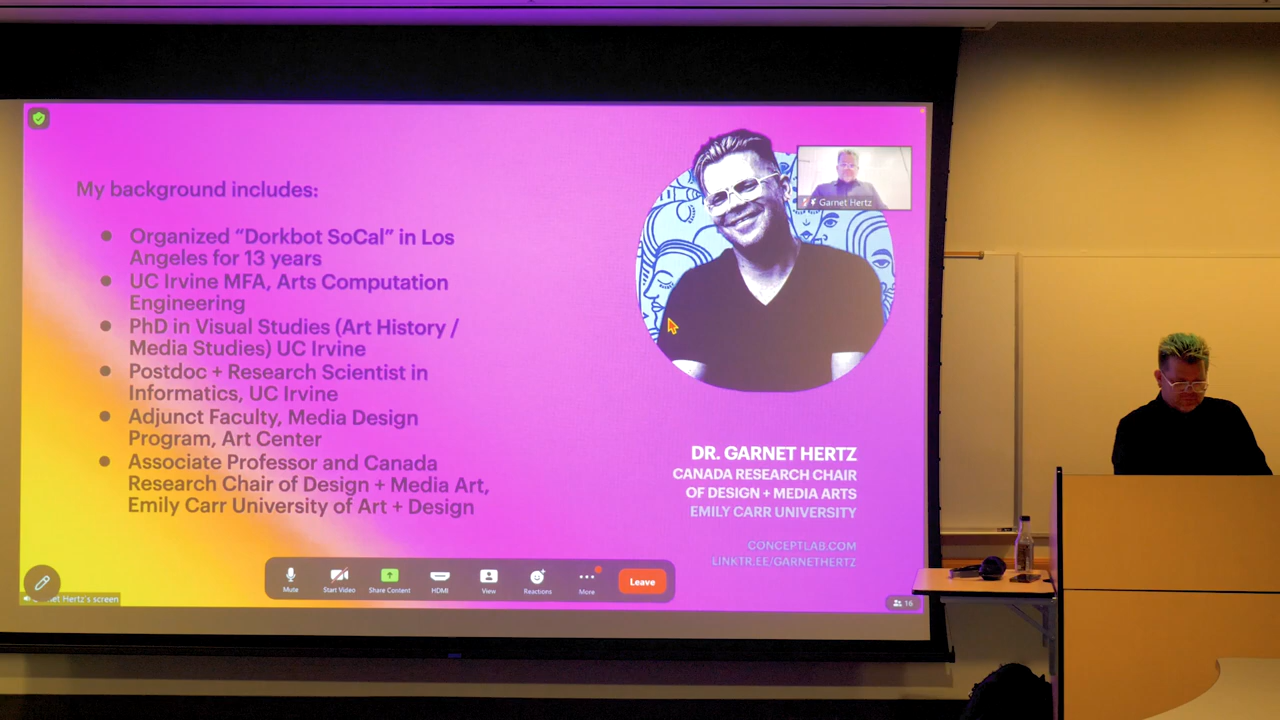 My background includes:
● Organized “Dorkbot SoCal” in Los
Angeles for 13 years
● UC Irvine MFA, Arts Computation
Engineering
● PhD in Visual Studies (Art History /
Media Studies) UC Irvine
● Postdoc + Research Scientist in
Informatics, UC Irvine
● Adjunct Faculty, Media Design
Program, Art Center
● Associate Professor and Canada
Research Chair of Design + Media Art,
Emily Carr University of Art + Design
Garnet Hertz
DR. GARNET HERTZ
CANADA RESEARCH CHAIR
OF DESIGN + MEDIA ARTS
EMILY CARR UNIVERSITY
CONCEPTLAB.COM
LINKTR.EE/GARNETHERTZ
Mute Start Video Share Content HDMI View Reactions More Leave
Hertz's screen
16